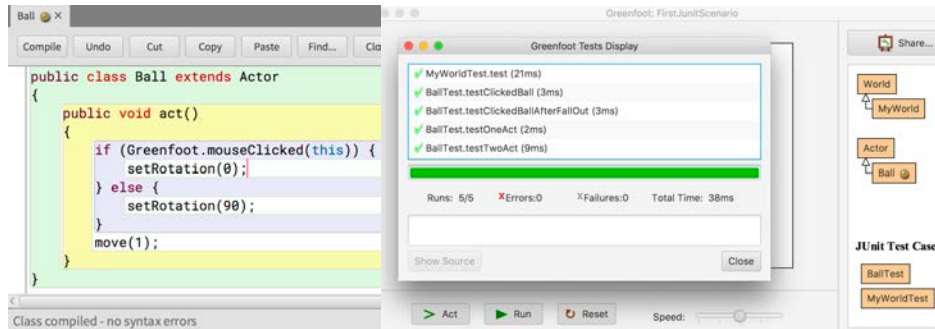 Ball
Compile Undo Cut Copy Paste Find...
public class Ball extends Actor
{
public void act()
{
if (Greenfoot.mouseClicked(this)) {
setRotation(0);
} else {
setRotation(90);
}
move(1);
}
}
Class compiled - no syntax errors
Greenfoot: FirstJunitScenario
Greenfoot Tests Display
MyWorldTest.test (21ms)
BallTest.testClickedBall (3ms)
BallTest.testClickedBallAfterFallOut (3ms)
BallTest.testOneAct (2ms)
BallTest.testTwoAct (9ms)
Runs: 5/5 XErrors:0 XFailures:0 Total Time: 38ms
Show Source Close
> Act Run Reset Speed:
Share...
World
MyWorld
Actor
Ball
JUnit Test Case
BallTest
MyWorldTest